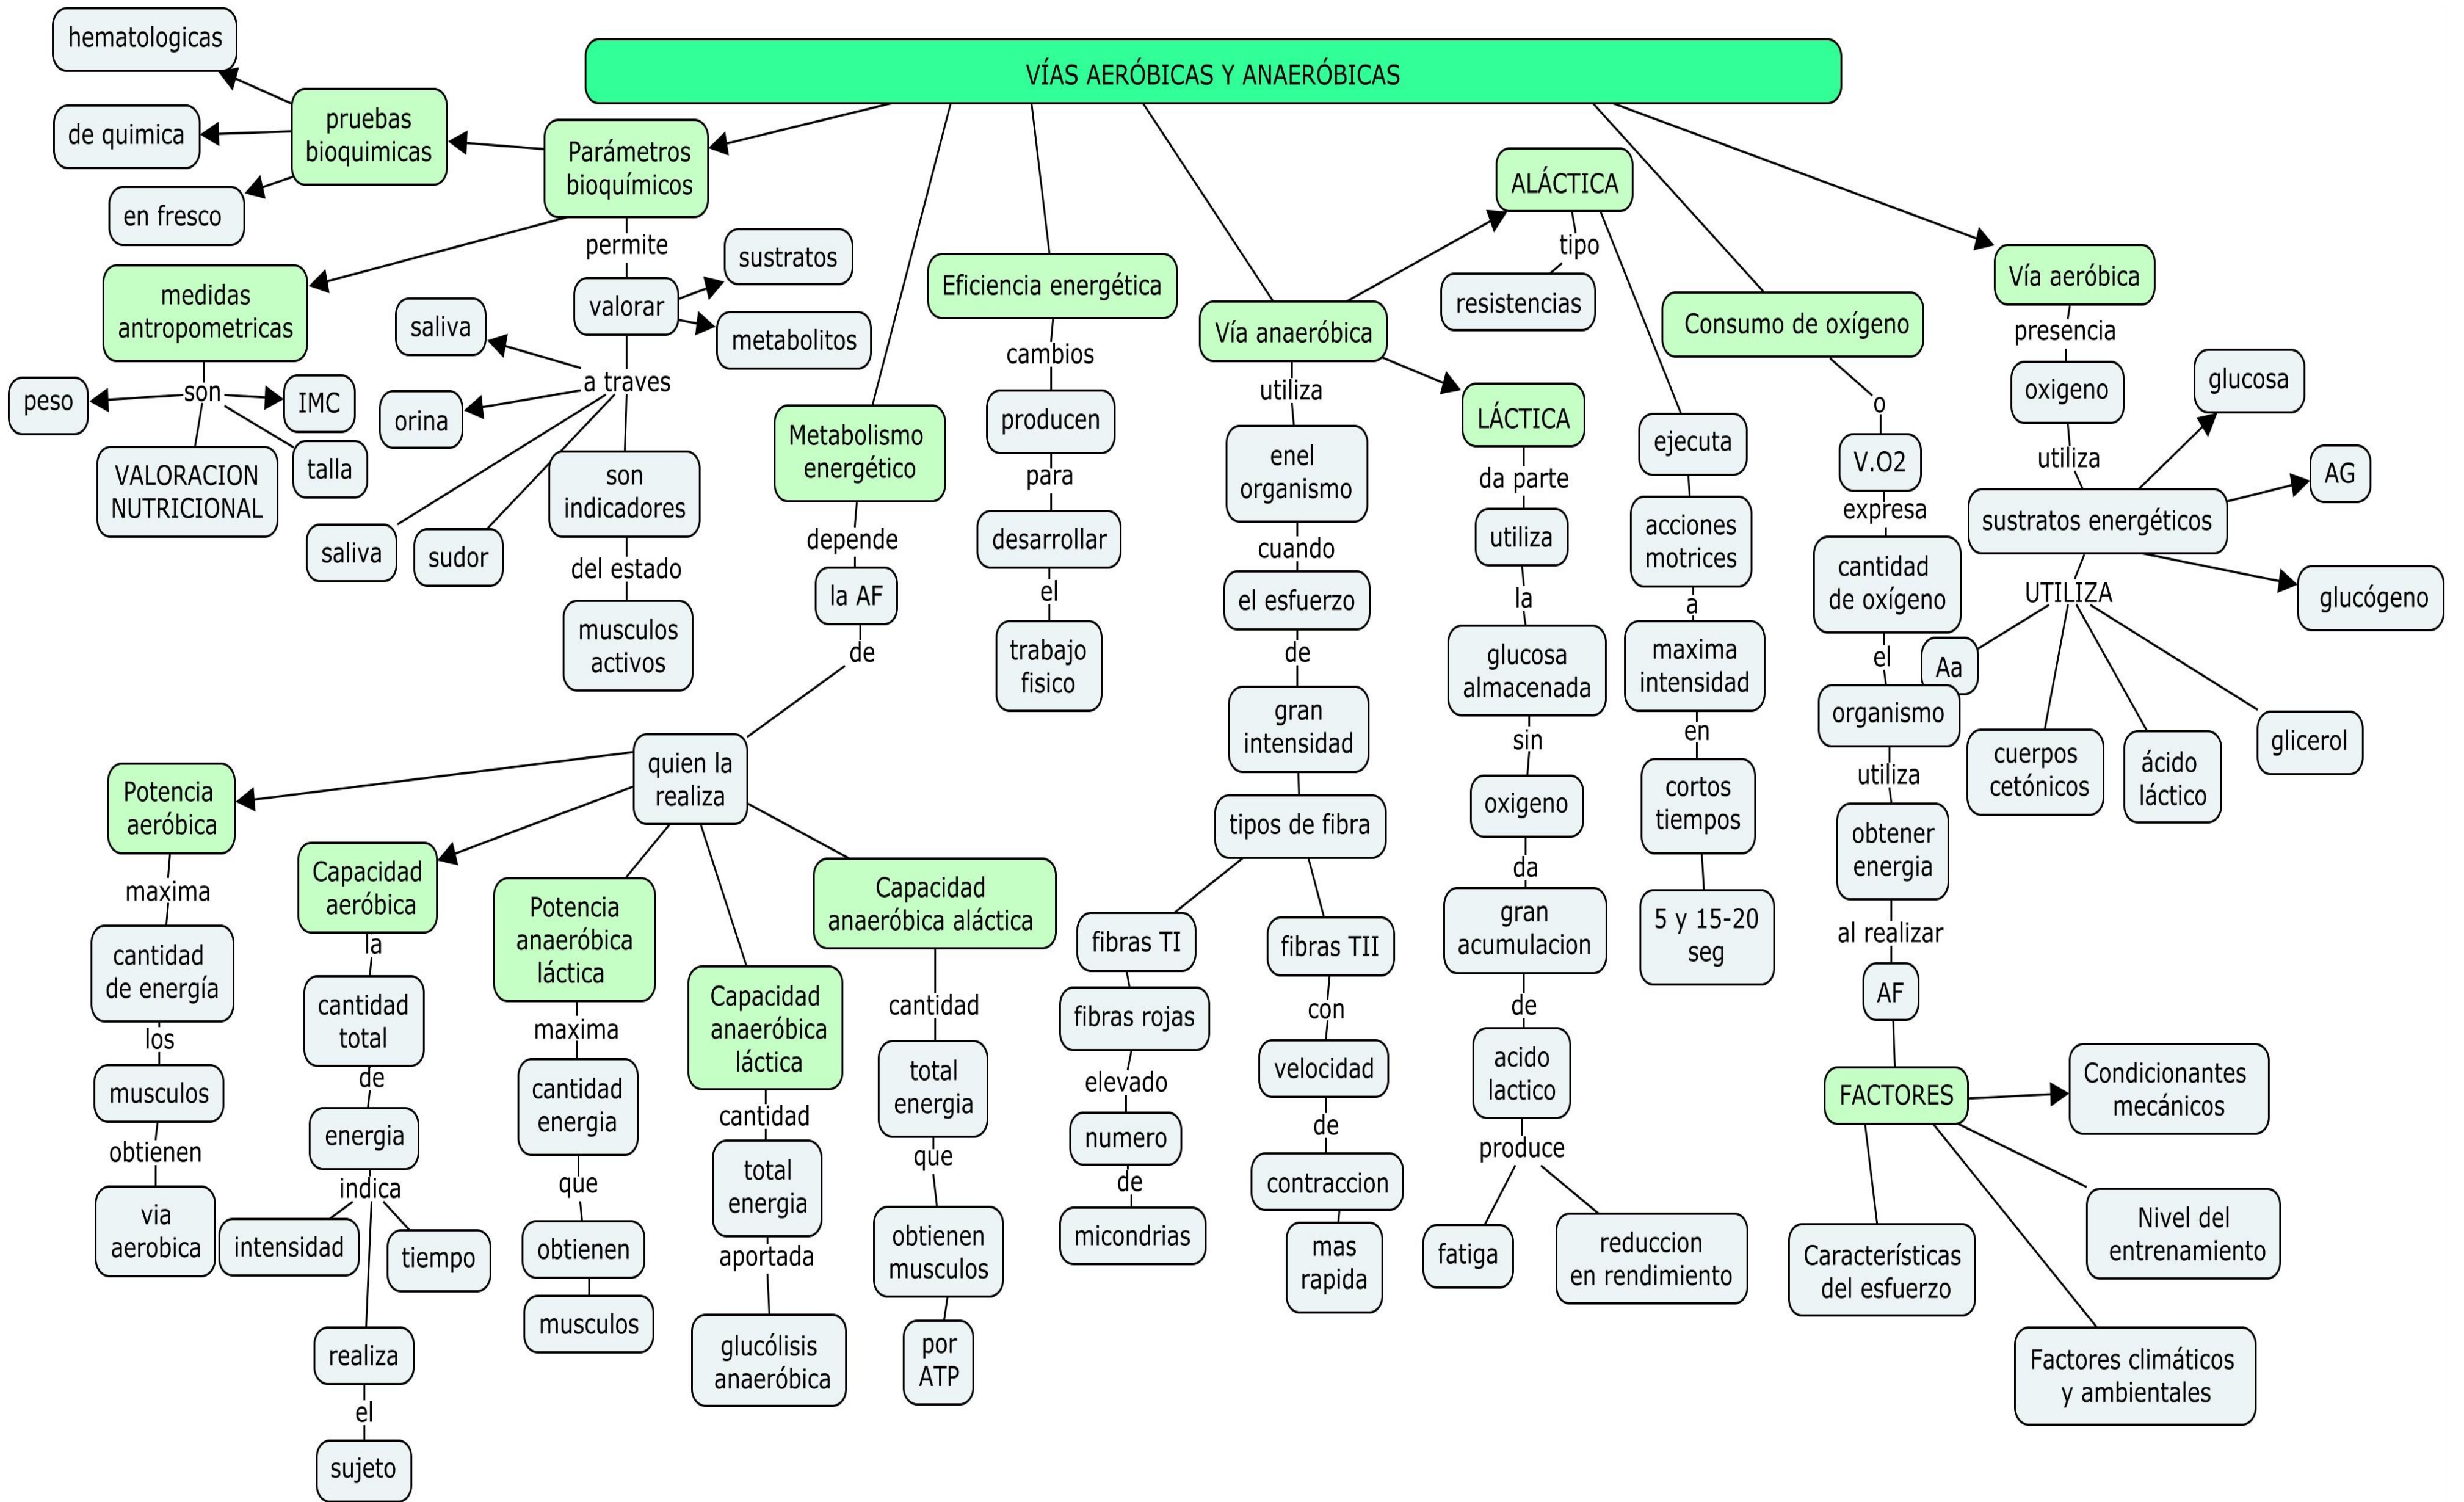 VÍAS AERÓBICAS Y ANAERÓBICAS
hematologicas
de quimica
en fresco
pruebas
bioquimicas
Parámetros
bioquímicos
permite
valorar
sustratos
metabolitos
a traves
saliva
orina
saliva
sudor
son
indicadores
del estado
musculos
activos
medidas
antropometricas
son
peso
IMC
VALORACION
NUTRICIONAL
talla
Metabolismo
energético
depende
la AF
de
quien la
realiza
Potencia
aeróbica
maxima
cantidad
de energía
los
musculos
obtienen
via
aerobica
Capacidad
aeróbica
la
cantidad
total
de
energia
indica
intensidad
tiempo
realiza
el
sujeto
Potencia
anaeróbica
láctica
maxima
cantidad
energia
que
obtienen
musculos
Capacidad
anaeróbica
láctica
cantidad
total
energia
aportada
glucólisis
anaeróbica
Capacidad
anaeróbica aláctica
cantidad
total
energia
que
obtienen
musculos
por
ATP
Eficiencia energética
cambios
producen
para
desarrollar
el
trabajo
fisico
Vía anaeróbica
utiliza
enel
organismo
cuando
el esfuerzo
de
gran
intensidad
tipos de fibra
fibras TI
fibras rojas
elevado
numero
de
micondrias
fibras TII
con
velocidad
de
contraccion
mas
rapida
ALÁCTICA
tipo
resistencias
ejecuta
acciones
motrices
a
maxima
intensidad
en
cortos
tiempos
5 y 15-20
seg
LÁCTICA
da parte
utiliza
la
glucosa
almacenada
sin
oxigeno
da
gran
acumulacion
de
acido
lactico
produce
fatiga
reduccion
en rendimiento
Consumo de oxígeno
o
V.O2
expresa
cantidad
de oxígeno
el
organismo
utiliza
obtener
energia
al realizar
AF
FACTORES
Condicionantes
mecánicos
Nivel del
entrenamiento
Características
del esfuerzo
Factores climáticos
y ambientales
Vía aeróbica
presencia
oxigeno
utiliza
sustratos energéticos
glucosa
AG
glucógeno
UTILIZA
Aa
cuerpos
cetónicos
ácido
láctico
glicerol